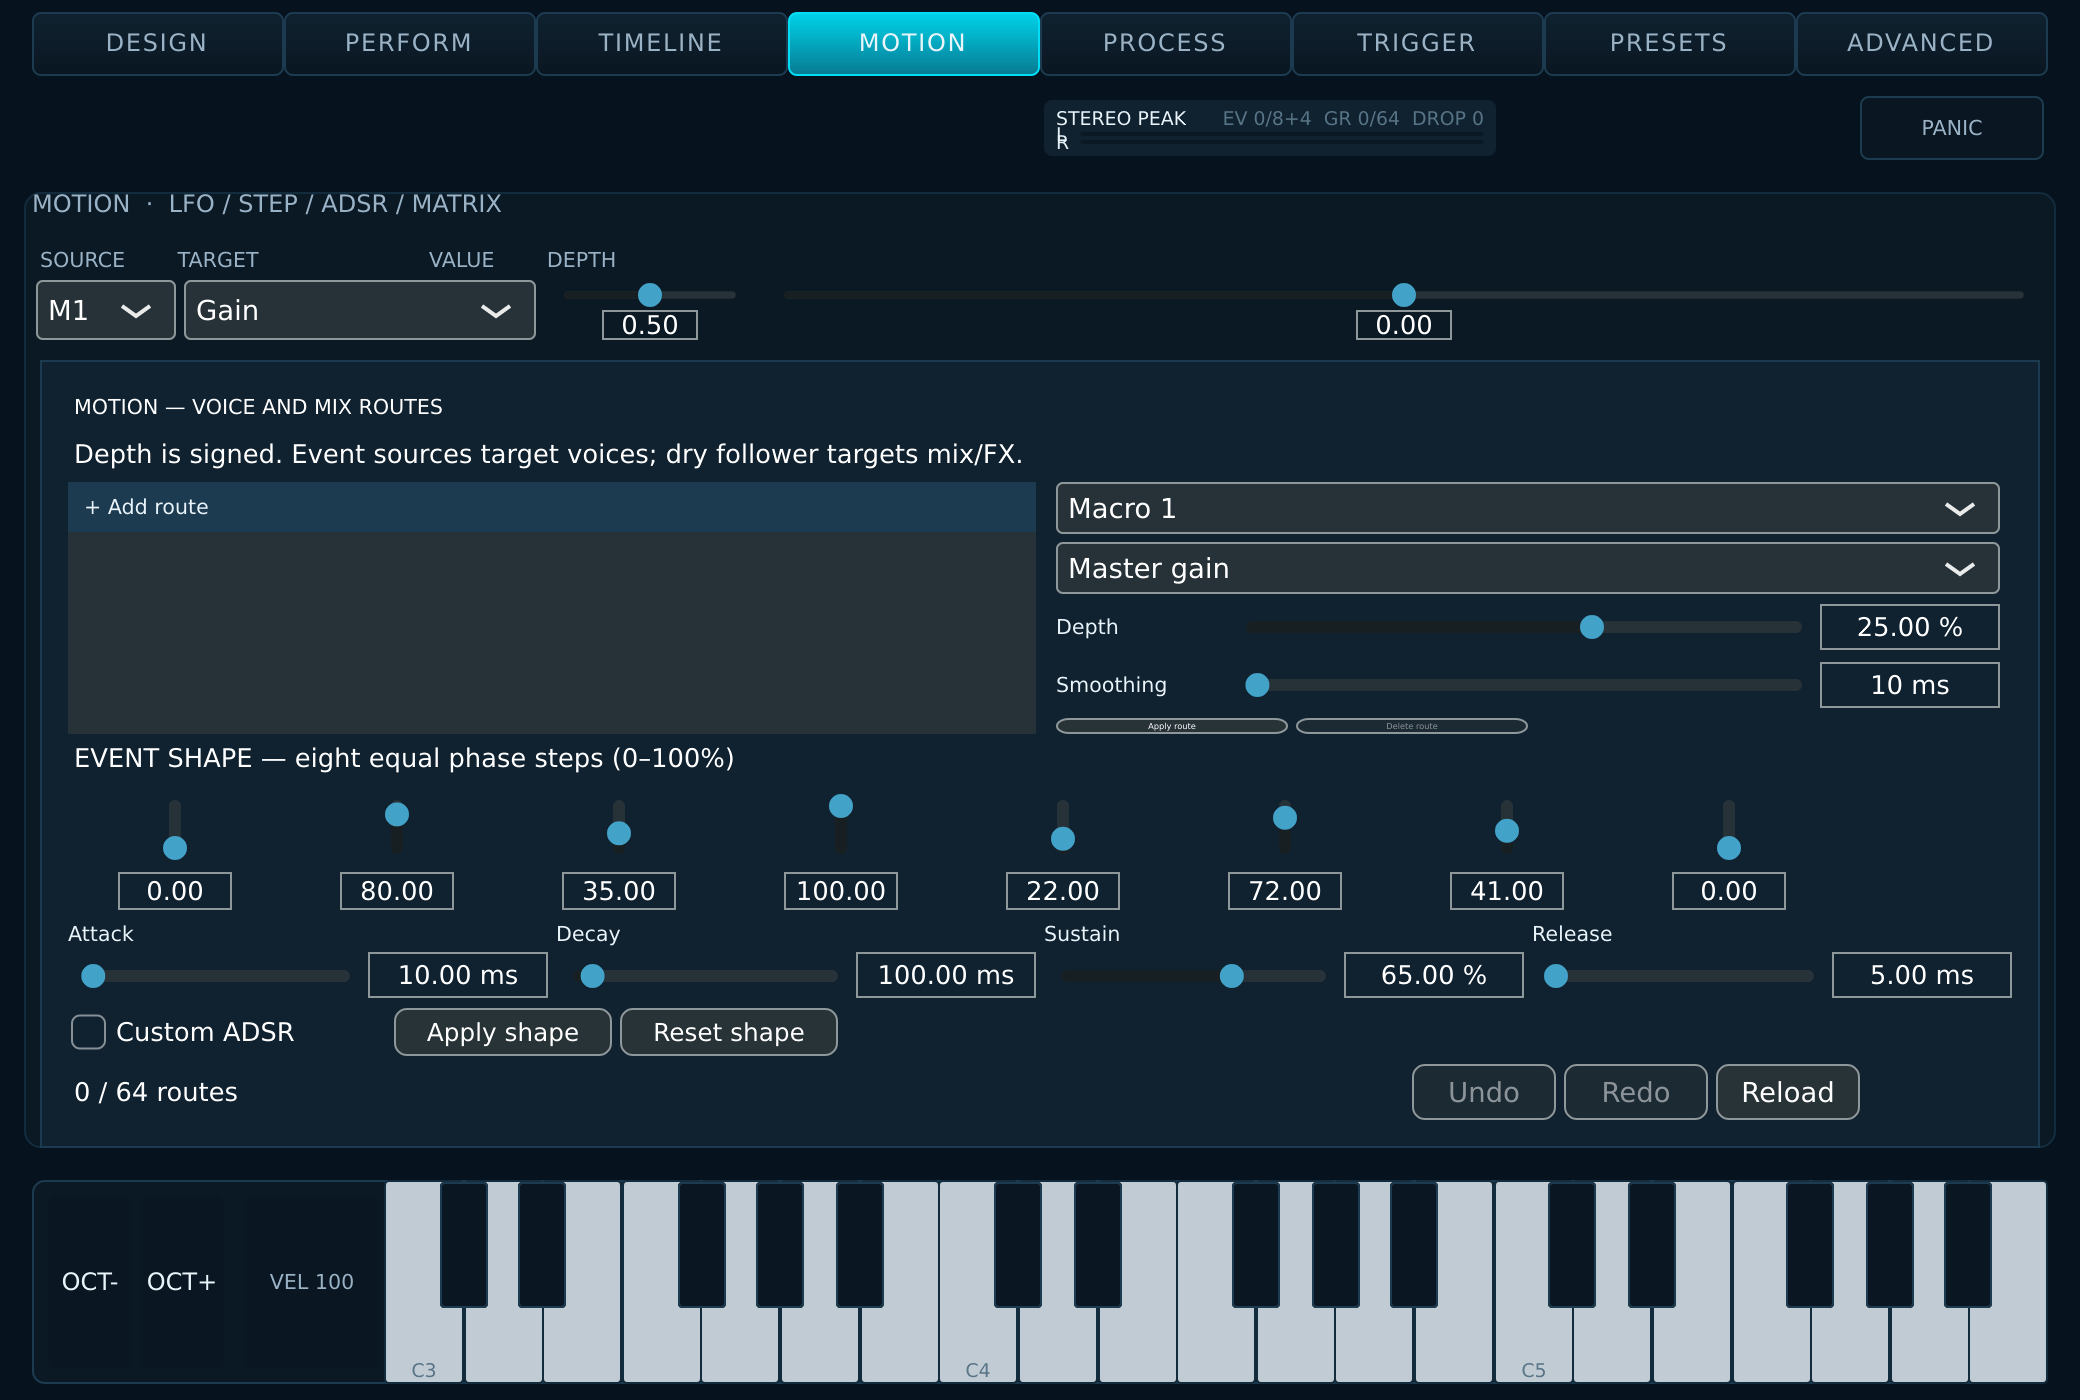 DESIGN PERFORM TIMELINE MOTION PROCESS TRIGGER PRESETS ADVANCED
STEREO PEAK EV 0/8+4 GR 0/64 DROP 0
L
R
PANIC
MOTION · LFO / STEP / ADSR / MATRIX
SOURCE TARGET VALUE DEPTH
M1 Gain 0.50 0.00
MOTION — VOICE AND MIX ROUTES
Depth is signed. Event sources target voices; dry follower targets mix/FX.
+ Add route
Macro 1
Master gain
Depth 25.00 %
Smoothing 10 ms
Apply route Delete route
EVENT SHAPE — eight equal phase steps (0–100%)
0.00 80.00 35.00 100.00 22.00 72.00 41.00 0.00
Attack Decay Sustain Release
10.00 ms 100.00 ms 65.00 % 5.00 ms
Custom ADSR Apply shape Reset shape
0 / 64 routes Undo Redo Reload
OCT- OCT+ VEL 100
C3 C4 C5